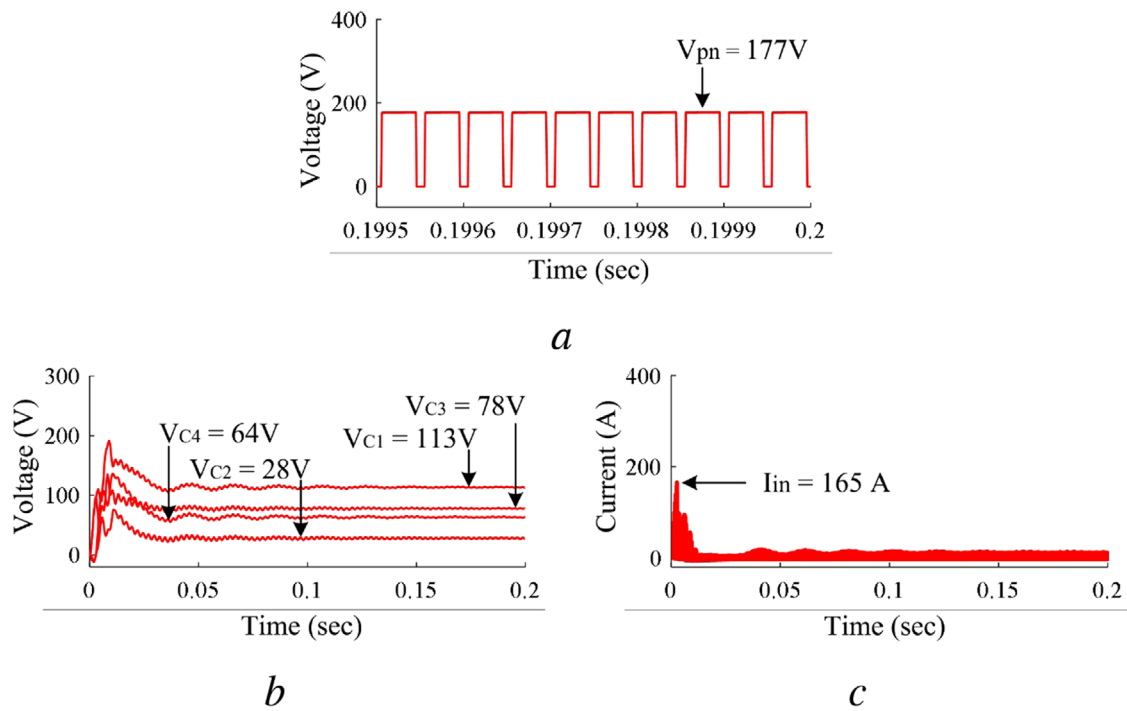 400
Vpn = 177V
Voltage (V)
200
0
0.1995 0.1996 0.1997 0.1998 0.1999 0.2
Time (sec)
a
300
VC3 = 78V
VC4 = 64V
VC1 = 113V
Voltage (V)
200
VC2 = 28V
100
0
0 0.05 0.1 0.15 0.2
Time (sec)
b
400
Current (A)
200
Iin = 165 A
0
0 0.05 0.1 0.15 0.2
Time (sec)
c